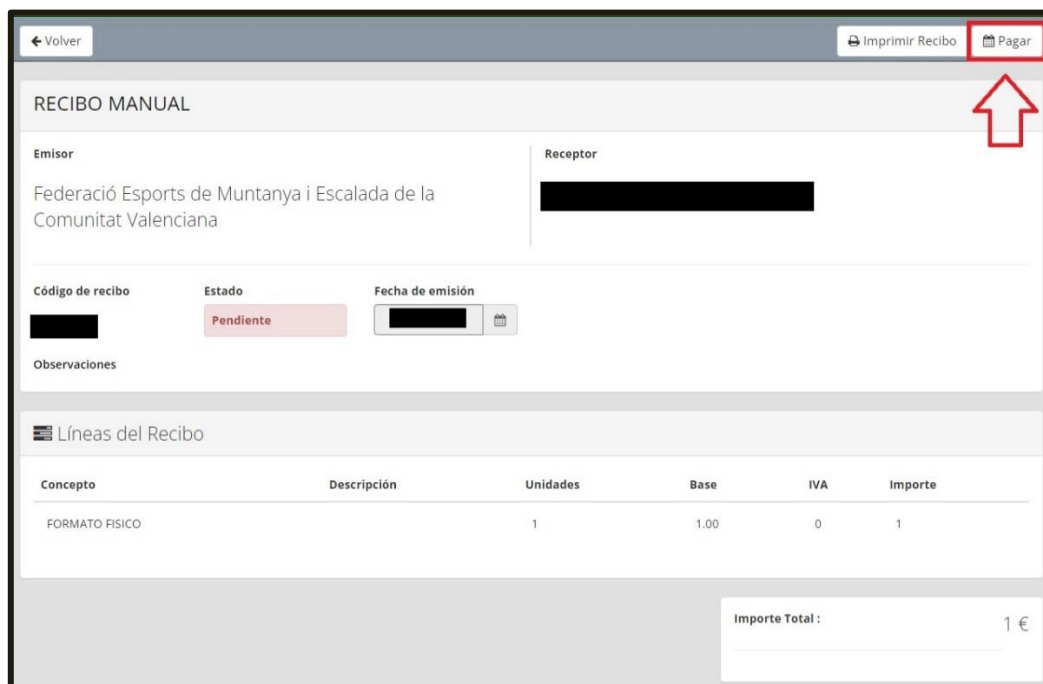 Volver
Imprimir Recibo
Pagar
RECIBO MANUAL
Emisor
Receptor
Federació Esports de Muntanya i Escalada de la
Comunitat Valenciana
Código de recibo
Estado
Fecha de emisión
Pendiente
Observaciones
Líneas del Recibo
Concepto Descripción Unidades Base IVA Importe
FORMATO FISICO 1 1.00 0 1
Importe Total : 1 €